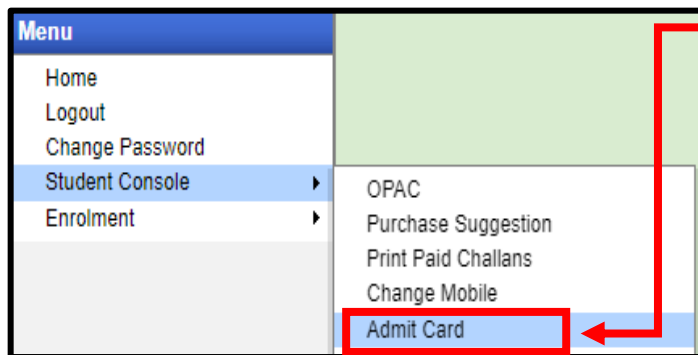 Menu
Home
Logout
Change Password
Student Console
Enrolment
OPAC
Purchase Suggestion
Print Paid Challans
Change Mobile
Admit Card